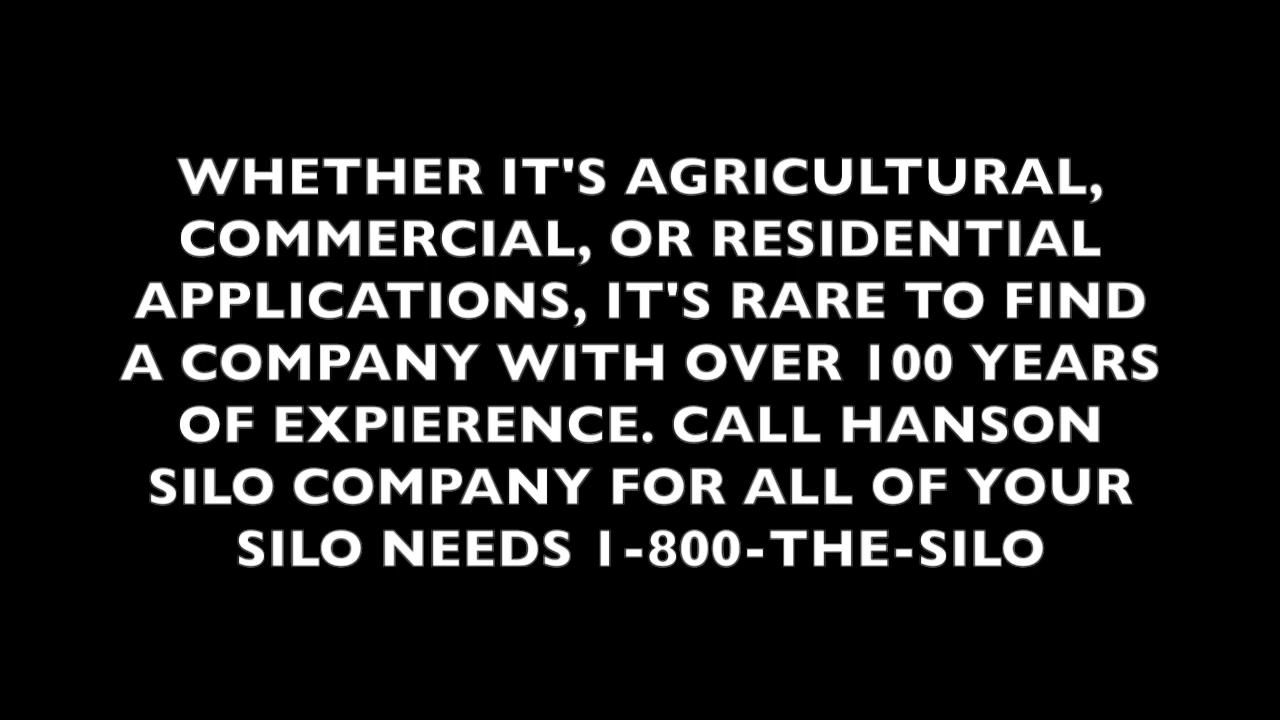 WHETHER IT'S AGRICULTURAL,
COMMERCIAL, OR RESIDENTIAL
APPLICATIONS, IT'S RARE TO FIND
A COMPANY WITH OVER 100 YEARS
OF EXPIERENCE. CALL HANSON
SILO COMPANY FOR ALL OF YOUR
SILO NEEDS 1-800-THE-SILO